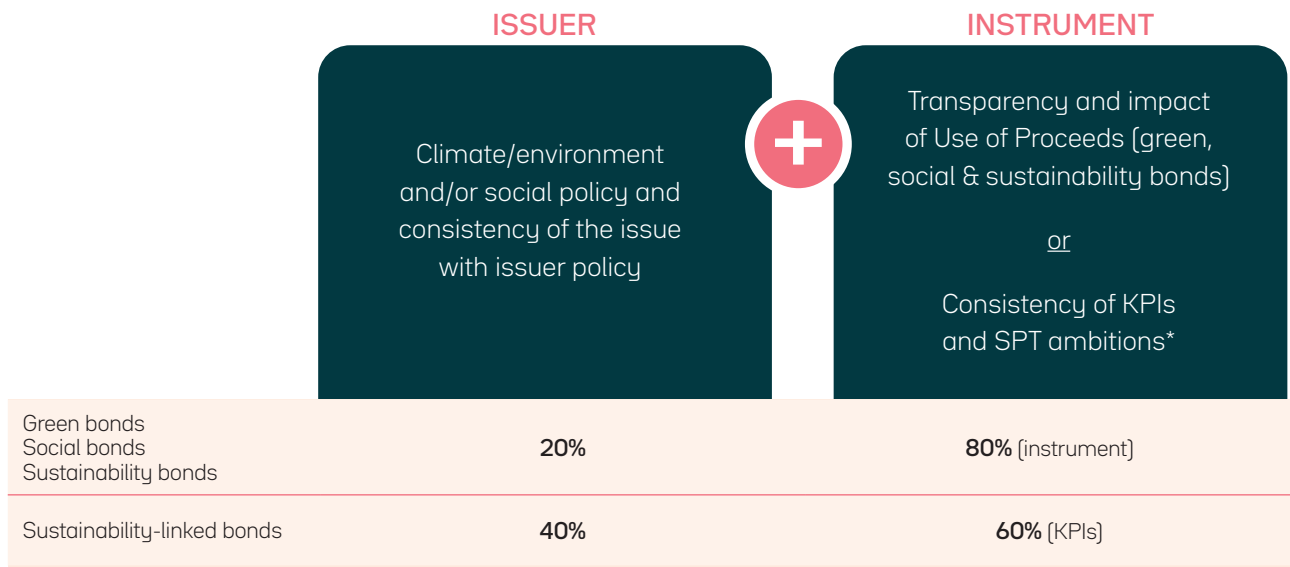 ISSUER
INSTRUMENT
Climate/environment
and/or social policy and
consistency of the issue
with issuer policy
+
Transparency and impact
of Use of Proceeds (green,
social & sustainability bonds)
or
Consistency of KPIs
and SPT ambitions*
Green bonds
Social bonds
Sustainability bonds
20%
80% (instrument)
Sustainability-linked bonds
40%
60% (KPIs)